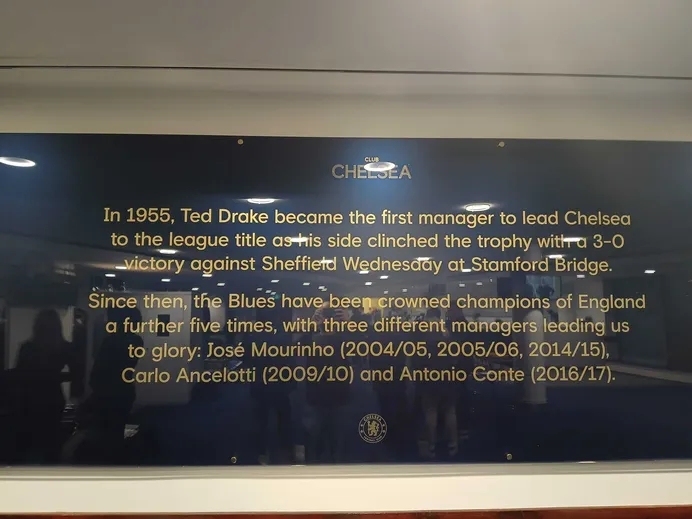 CLUB
CHELSEA
In 1955, Ted Drake became the first manager to lead Chelsea
to the league title as his side clinched the trophy with a 3-0
victory against Sheffield Wednesday at Stamford Bridge.
Since then, the Blues have been crowned champions of England
a further five times, with three different managers leading us
to glory: José Mourinho (2004/05, 2005/06, 2014/15),
Carlo Ancelotti (2009/10) and Antonio Conte (2016/17).
CHELSEA